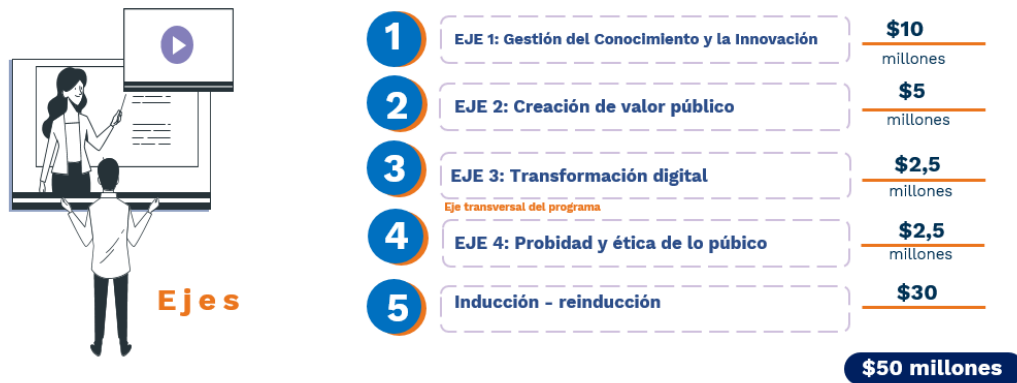 1
EJE 1: Gestión del Conocimiento y la Innovación
$10
millones
2
EJE 2: Creación de valor público
$5
millones
3
EJE 3: Transformación digital
$2,5
millones
Eje transversal del programa
4
EJE 4: Probidad y ética de lo púbico
$2,5
millones
5
Inducción - reinducción
$30
Ejes
$50 millones